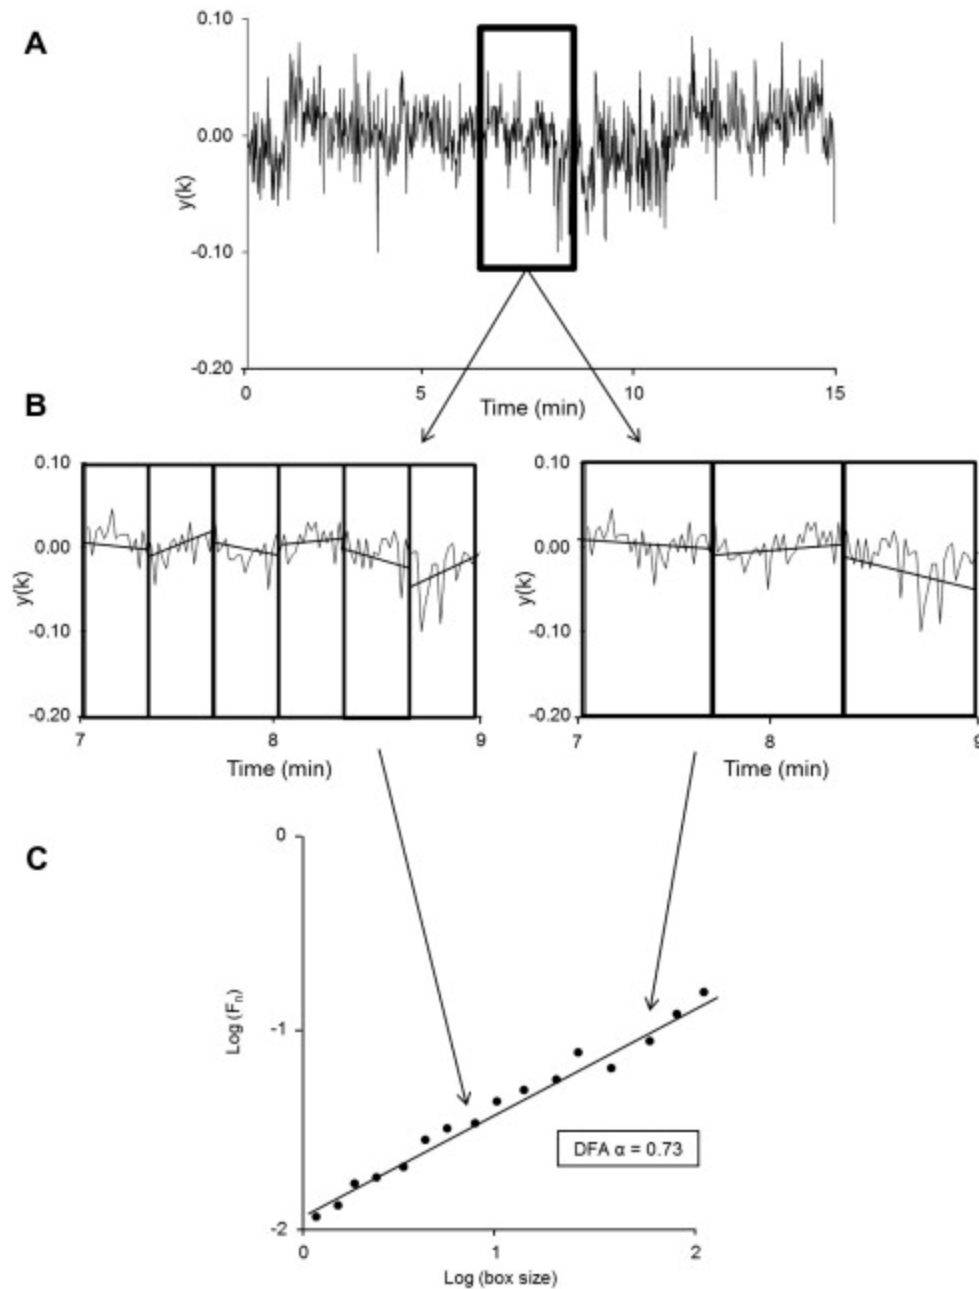 A
0.10
0.00
-0.10
-0.20
y(k)
0
5
10
15
Time (min)
B
0.10
0.00
-0.10
-0.20
y(k)
7
8
9
Time (min)
0.10
0.00
-0.10
-0.20
y(k)
7
8
9
Time (min)
C
0
-1
-2
Log (Fₙ)
DFA α = 0.73
0
1
2
Log (box size)